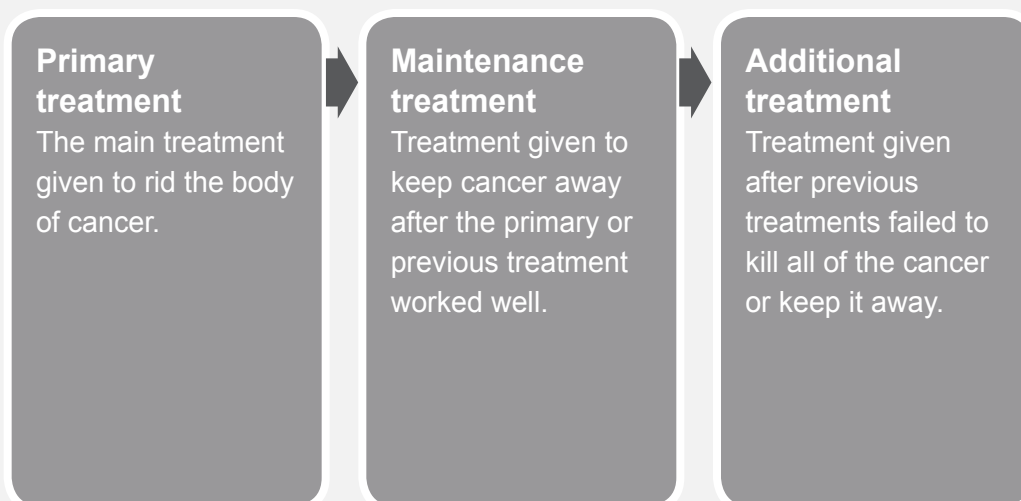 Primary
treatment
The main treatment
given to rid the body
of cancer.
Maintenance
treatment
Treatment given to
keep cancer away
after the primary or
previous treatment
worked well.
Additional
treatment
Treatment given
after previous
treatments failed to
kill all of the cancer
or keep it away.